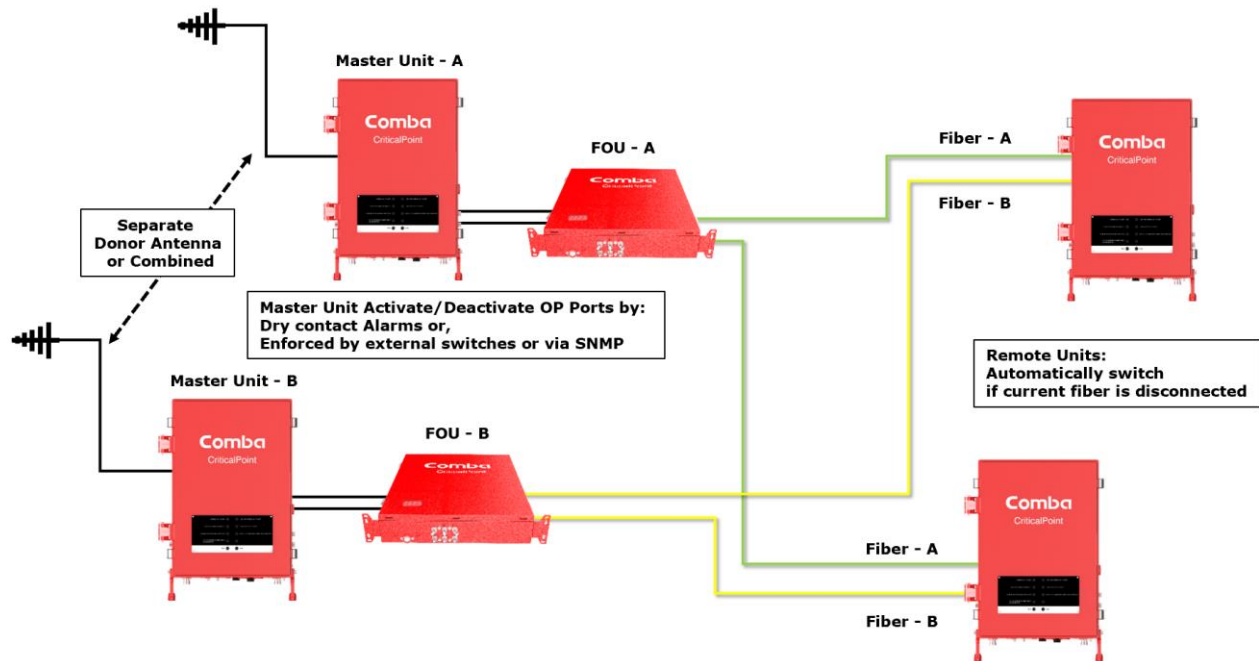 Master Unit - A
Comba
CriticalPoint
FOU - A
Comba
CriticalPoint
Fiber - A
Fiber - B
Comba
CriticalPoint
Separate
Donor Antenna
or Combined
Master Unit Activate/Deactivate OP Ports by:
Dry contact Alarms or,
Enforced by external switches or via SNMP
Remote Units:
Automatically switch
if current fiber is disconnected
Master Unit - B
Comba
CriticalPoint
FOU - B
Comba
CriticalPoint
Fiber - A
Fiber - B
Comba
CriticalPoint